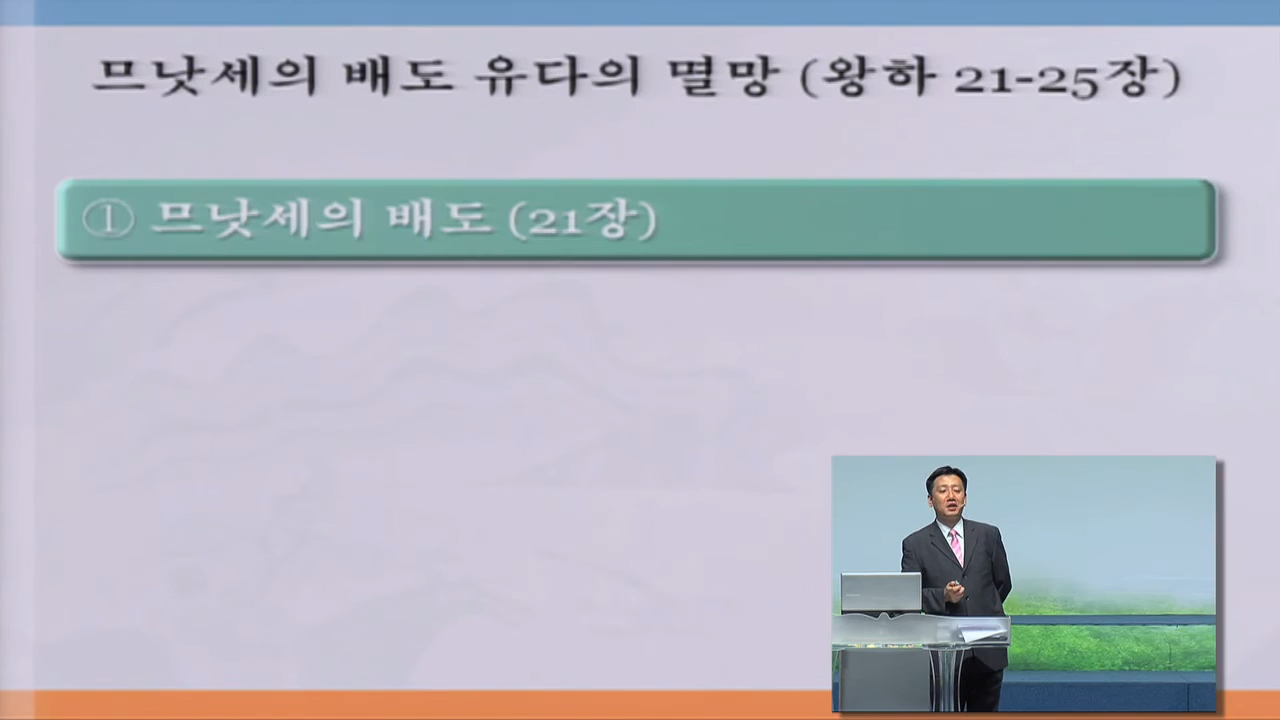 므낫세의 배도 유다의 멸망 (왕하 21-25장)
① 므낫세의 배도 (21장)